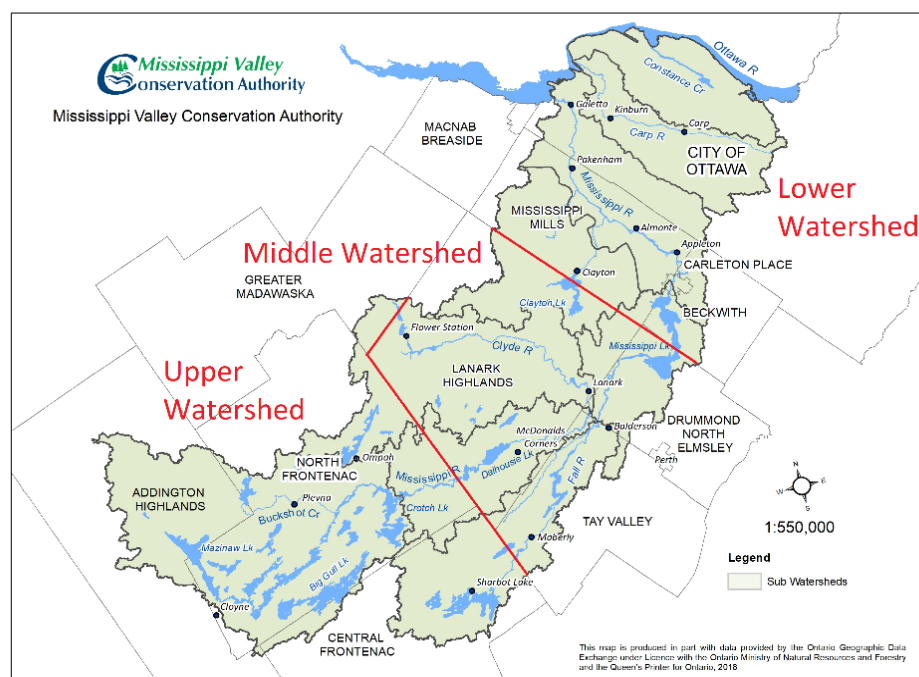 Mississippi Valley
Conservation Authority
Mississippi Valley Conservation Authority
Ottawa R
Constance Cr
Galetta
Kinburn
Carp
Carp R
MACNAB
BREASIDE
CITY OF
OTTAWA
Pakenham
Mississippi R
Lower
Watershed
MISSISSIPPI
MILLS
Almonte
Appleton
Middle Watershed
CARLETON PLACE
Clayton
GREATER
MADAWASKA
Clayton Lk
BECKWITH
Flower Station
Mississippi Lk
Clyde R
Upper
Watershed
LANARK
HIGHLANDS
Lanark
DRUMMOND
NORTH
ELMSLEY
McDonalds
Corners
Balderson
Perth
NORTH
FRONTENAC
Ompah
Mississippi R
Dalhousie Lk
Fall R
ADDINGTON
HIGHLANDS
Plevna
Buckshot Cr
Crotch Lk
TAY VALLEY
N
E
S
W
1:550,000
Mazinaw Lk
Maberly
Big Gull Lk
Legend
Sub Watersheds
Sharbot Lake
Cloyne
CENTRAL
FRONTENAC
This map is produced in part with data provided by the Ontario Geographic Data
Exchange under Licence with the Ontario Ministry of Natural Resources and Forestry
and the Queen's Printer for Ontario, 2018